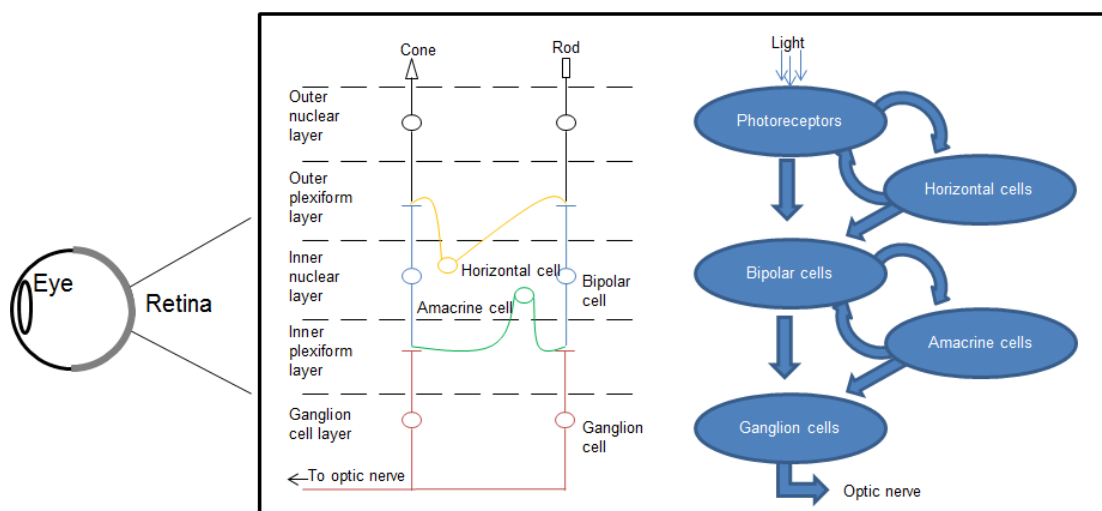 Eye
Retina
Cone
Rod
Outer
nuclear
layer
Outer
plexiform
layer
Inner
nuclear
layer
Horizontal cell
Bipolar
cell
Amacrine cell
Inner
plexiform
layer
Ganglion
cell layer
Ganglion
cell
To optic nerve
Light
Photoreceptors
Horizontal cells
Bipolar cells
Amacrine cells
Ganglion cells
Optic nerve